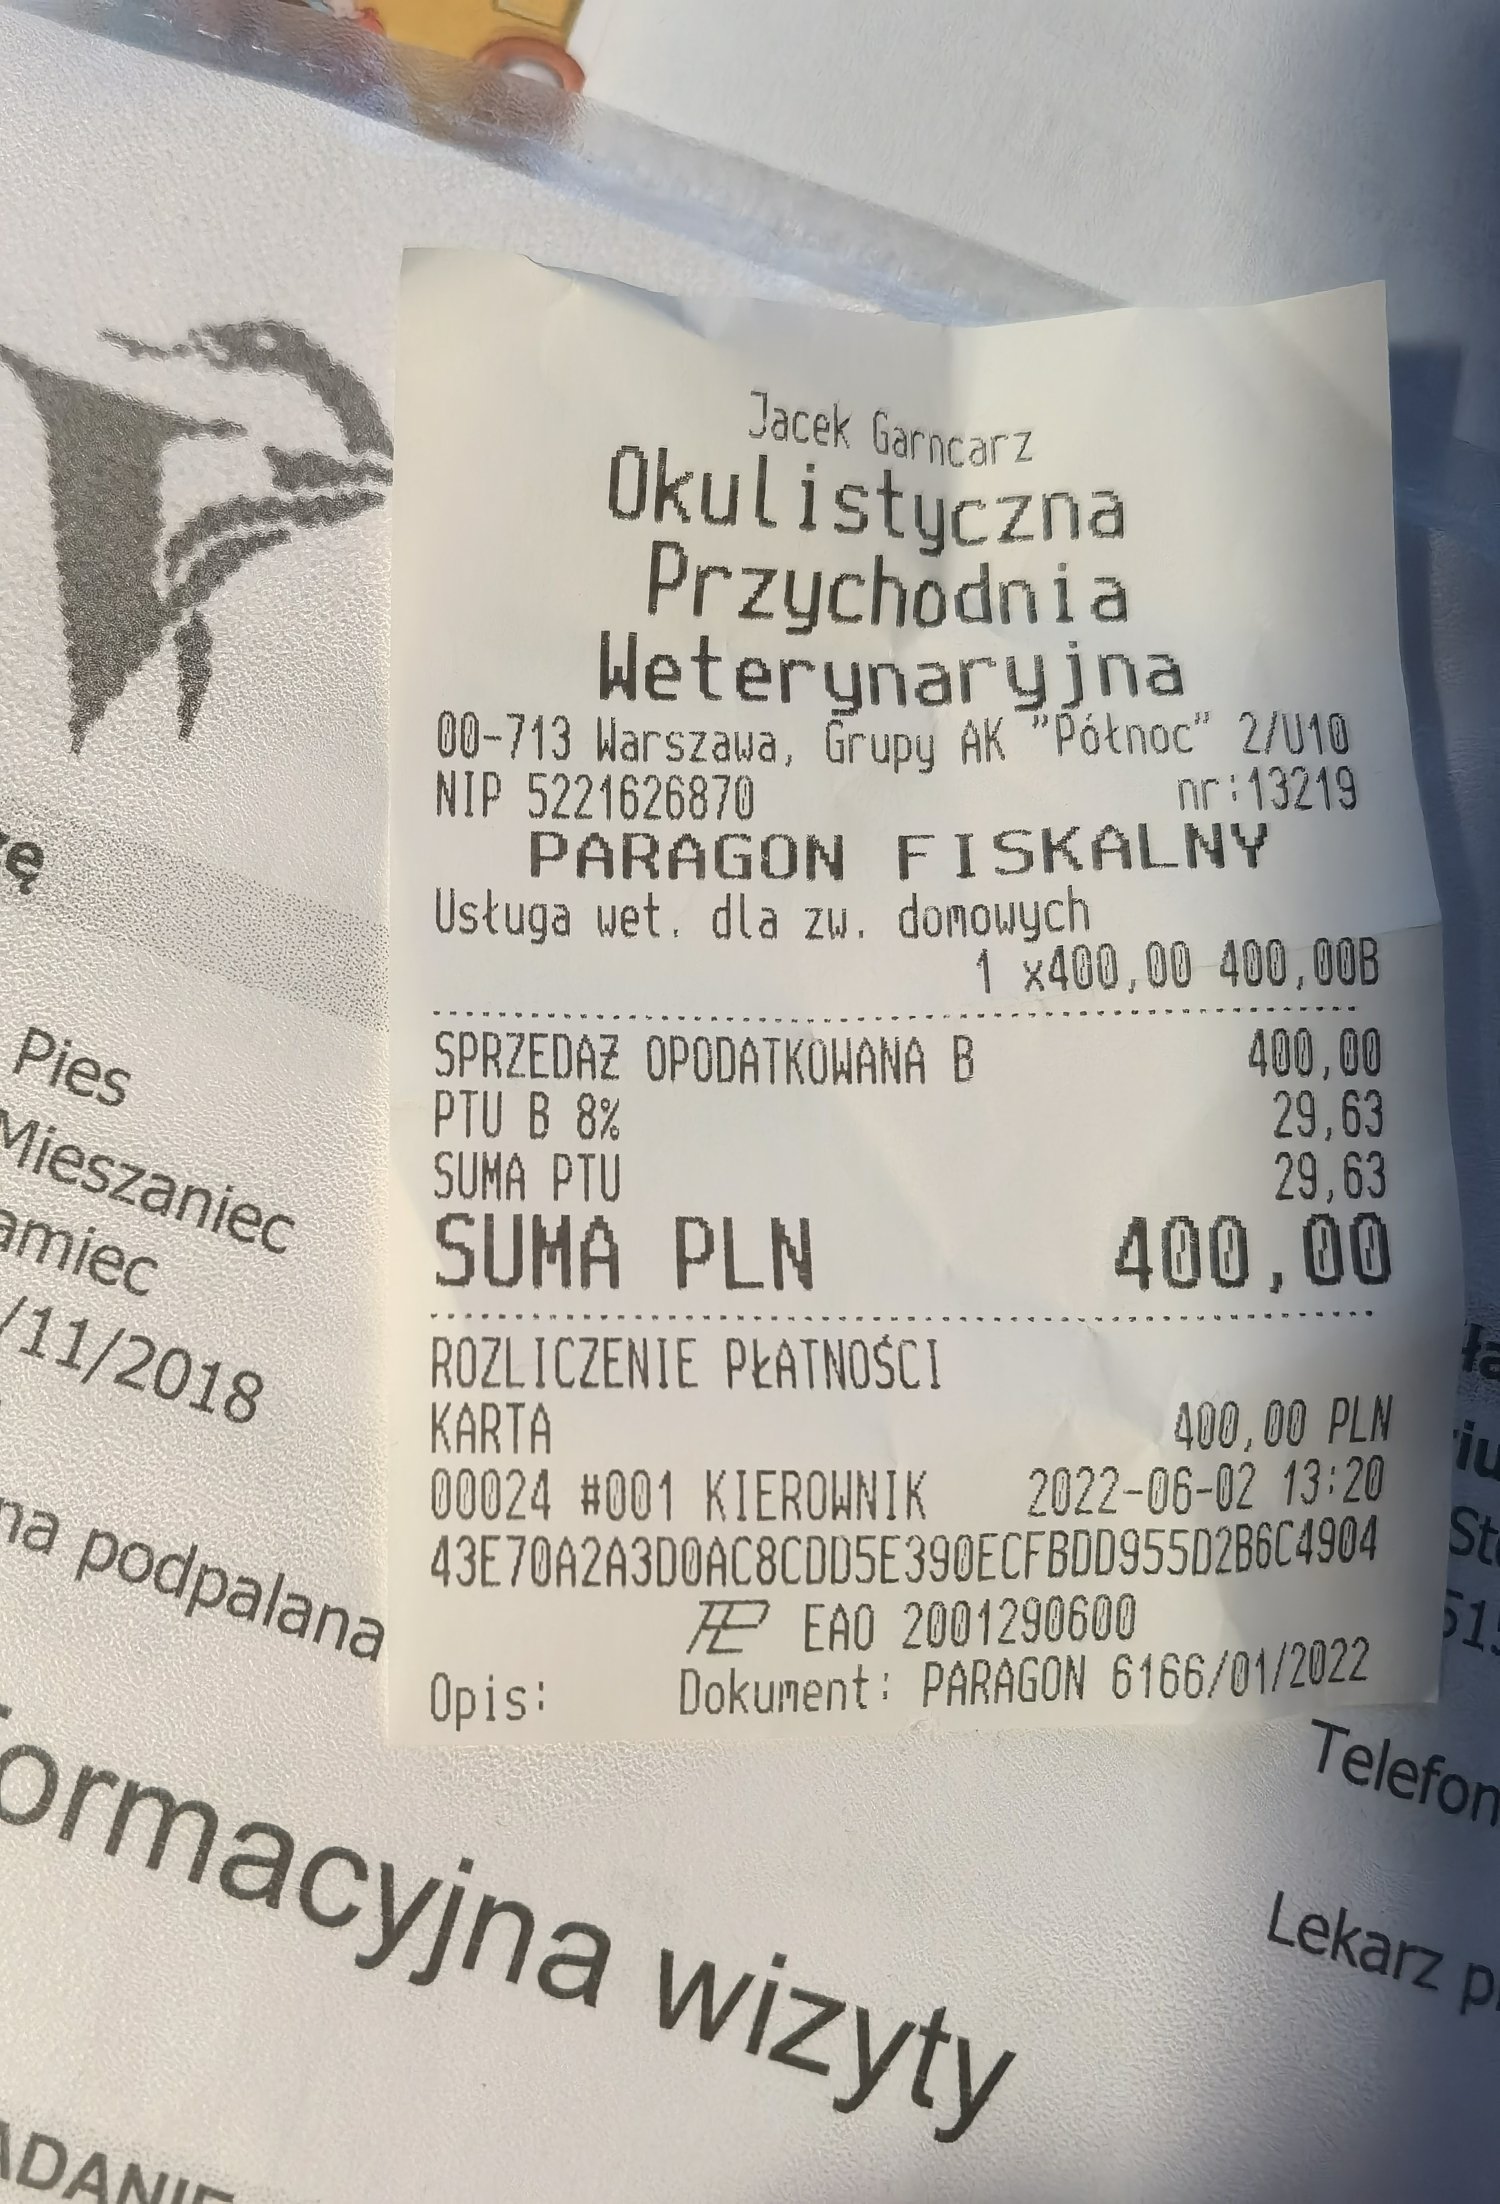 Jacek Garncarz
Okulistyczna
Przychodnia
Weterynaryjna
00-713 Warszawa, Grupy AK "Północ" 2/U10
NIP 5221626870 nr:13219
PARAGON FISKALNY
Usługa wet. dla zw. domowych
1 x400,00 400,00B
SPRZEDAŻ OPODATKOWANA B 400,00
PTU B 8% 29,63
SUMA PTU 29,63
SUMA PLN 400,00
ROZLICZENIE PŁATNOŚCI
KARTA 400,00 PLN
00024 #001 KIEROWNIK 2022-06-02 13:20
43E70A2A3D0AC8CDD5E390ECFBDD955D2B6C4904
EAO 2001290600
Opis: Dokument: PARAGON 6166/01/2022
Pies
Mieszaniec
amiec
/11/2018
na podpalana
ormacyjna wizyty
Telefon
Lekarz p
ADANIE